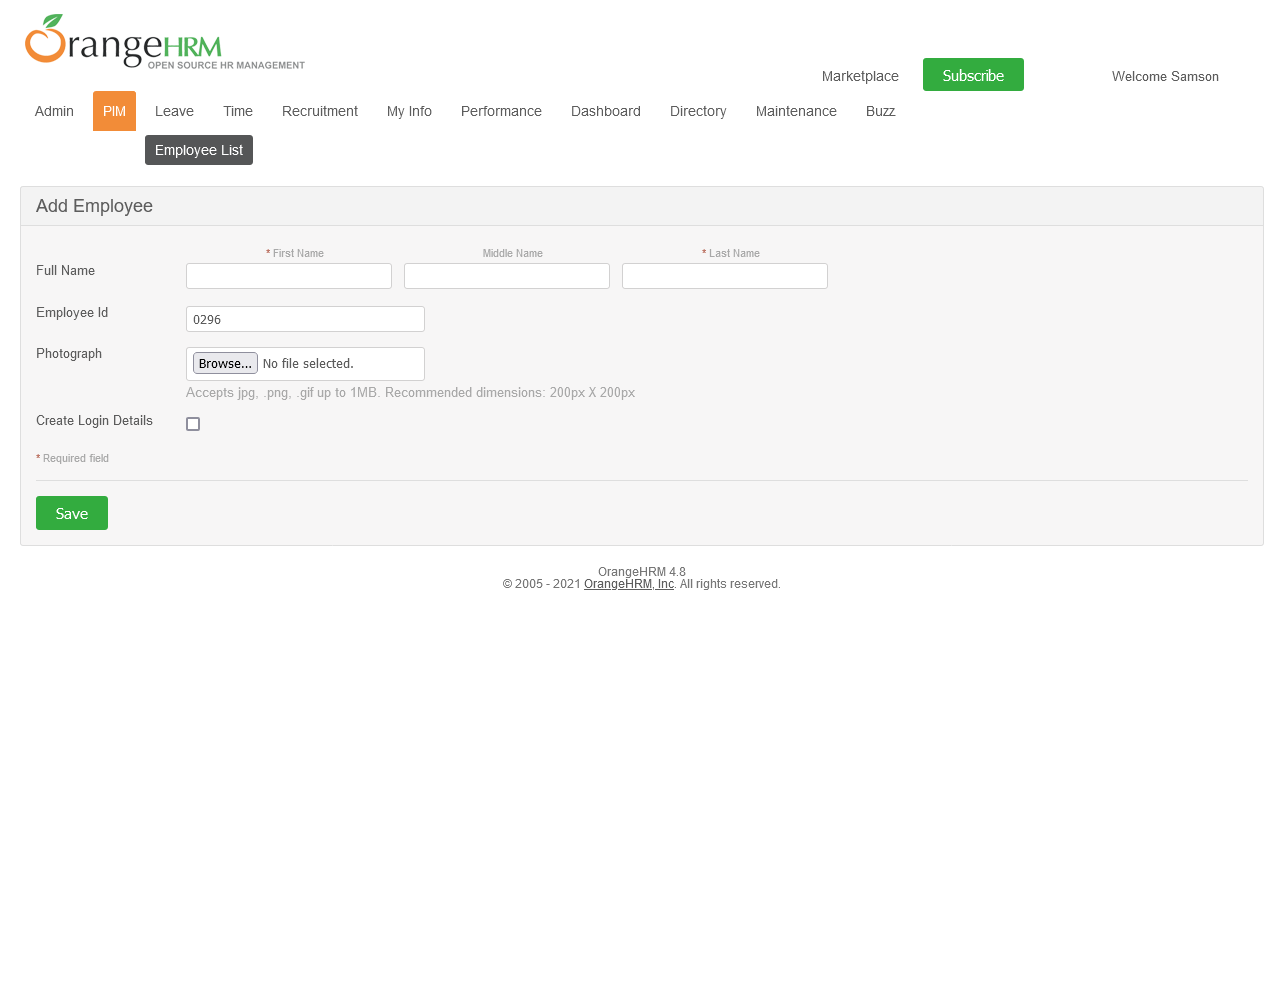 OrangeHRM
OPEN SOURCE HR MANAGEMENT
Marketplace Subscribe Welcome Samson
Admin PIM Leave Time Recruitment My Info Performance Dashboard Directory Maintenance Buzz
Employee List
Add Employee
* First Name Middle Name * Last Name
Full Name
Employee Id 0296
Photograph Browse... No file selected.
Accepts jpg, .png, .gif up to 1MB. Recommended dimensions: 200px X 200px
Create Login Details
* Required field
Save
OrangeHRM 4.8
© 2005 - 2021 OrangeHRM, Inc. All rights reserved.